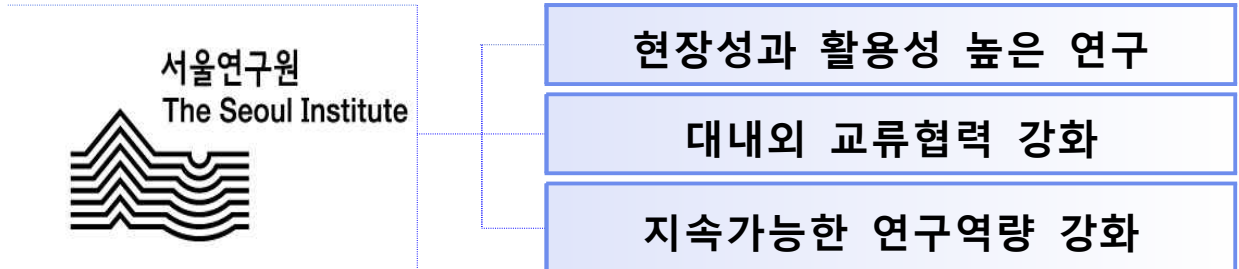 서울연구원
The Seoul Institute
현장성과 활용성 높은 연구
대내외 교류협력 강화
지속가능한 연구역량 강화